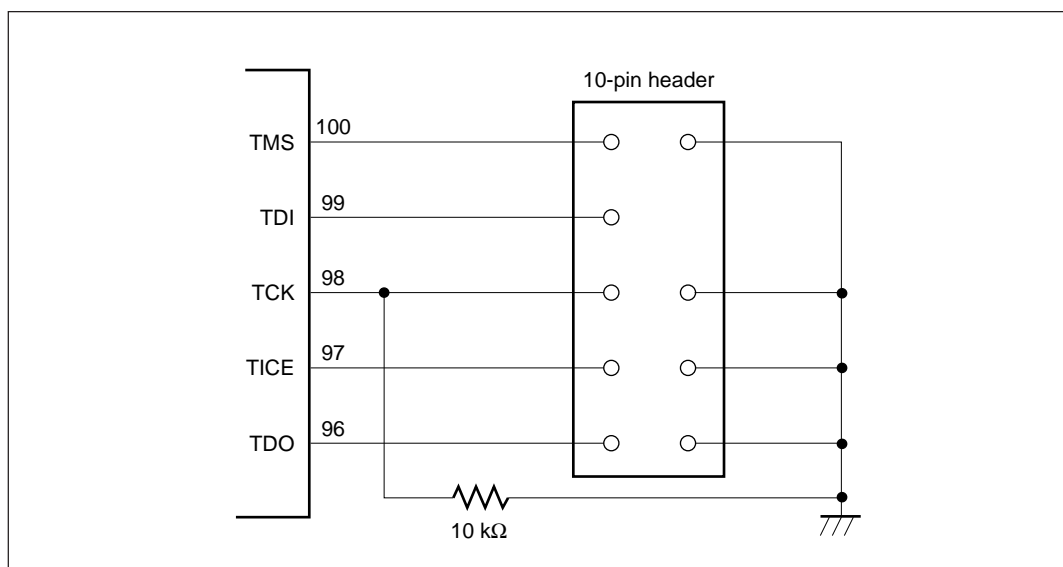 10-pin header
TMS 100
TDI 99
TCK 98
TICE 97
TDO 96
10 kΩ